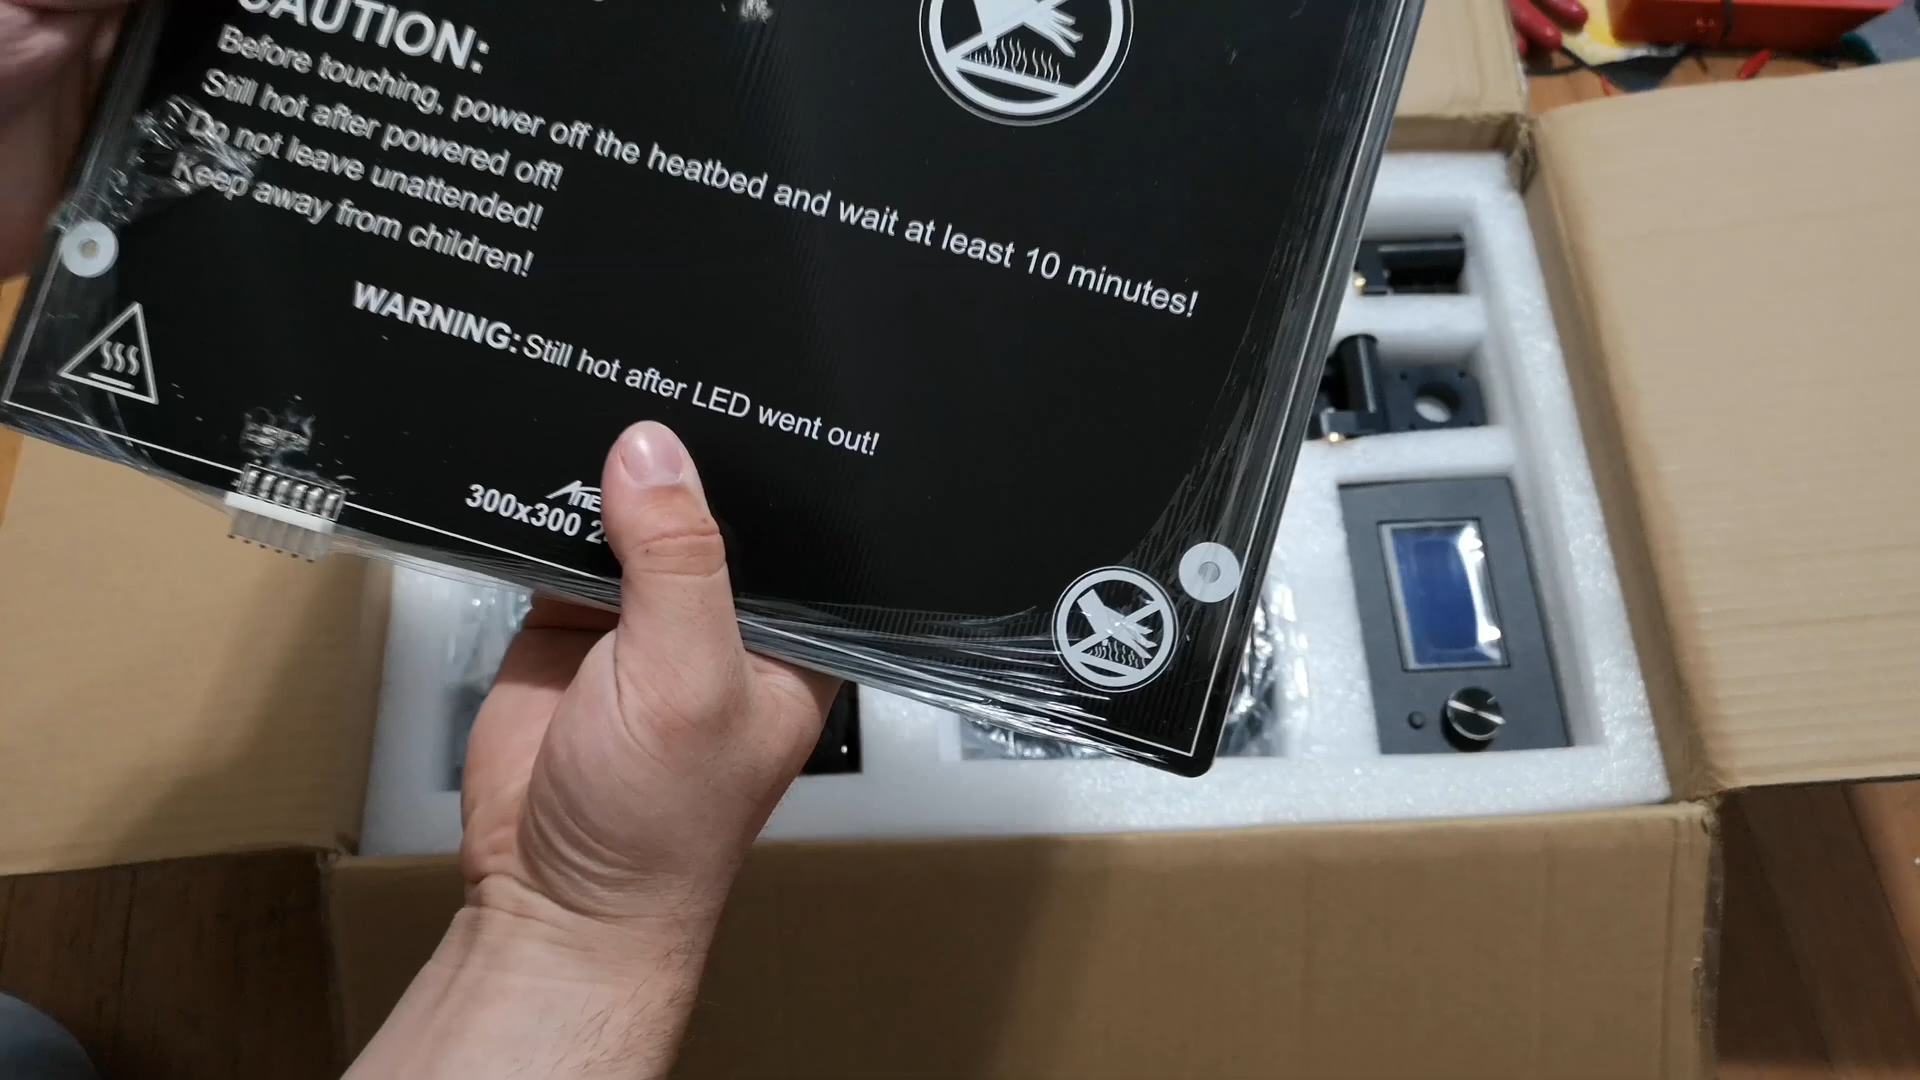 CAUTION:
Before touching, power off the heatbed and wait at least 10 minutes!
Still hot after powered off!
Do not leave unattended!
Keep away from children!
WARNING: Still hot after LED went out!
300x300